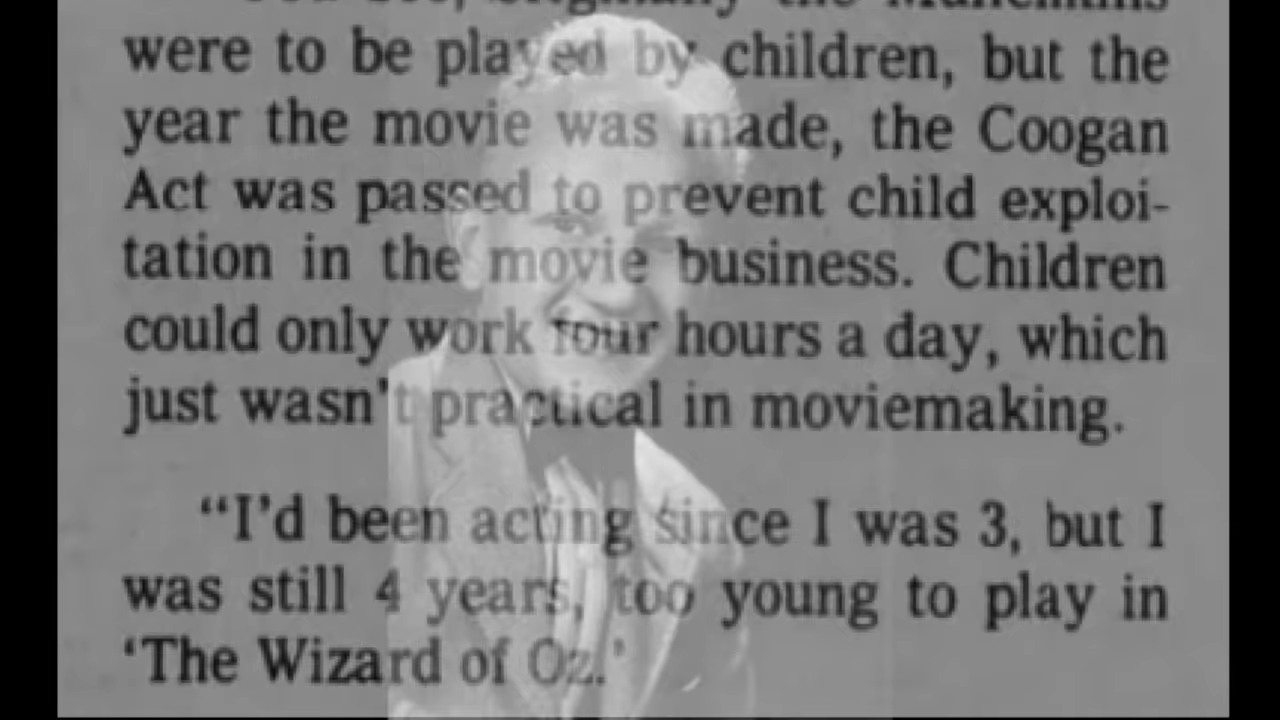 were to be played by children, but the
year the movie was made, the Coogan
Act was passed to prevent child exploi-
tation in the movie business. Children
could only work four hours a day, which
just wasn't practical in moviemaking.
"I'd been acting since I was 3, but I
was still 4 years, too young to play in
'The Wizard of Oz.'